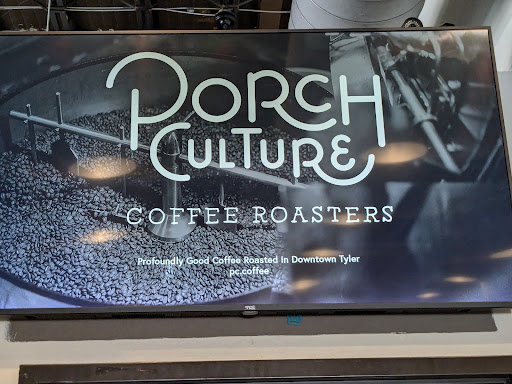 PORCH
CULTURE
COFFEE ROASTERS
Profoundly Good Coffee Roasted In Downtown Tyler
pc.coffee